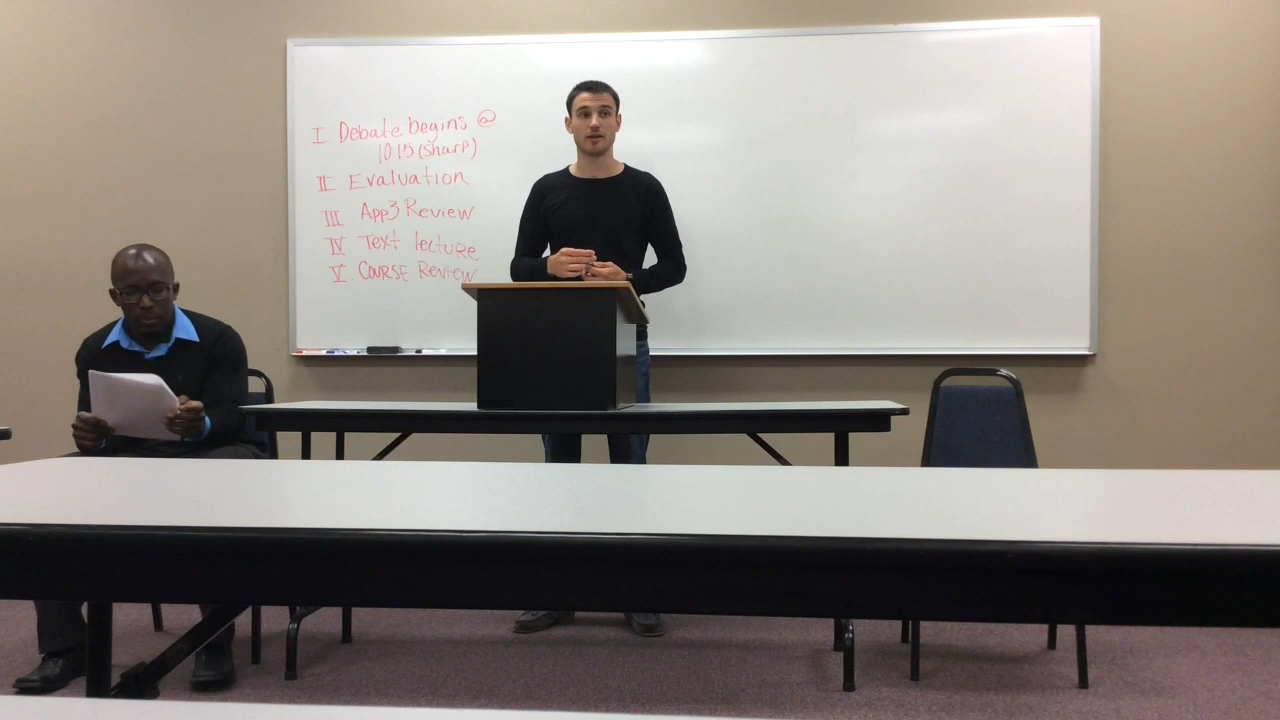 I Debate begins @
10:15 (sharp)
II Evaluation
III App3 Review
IV Text lecture
V Course Review